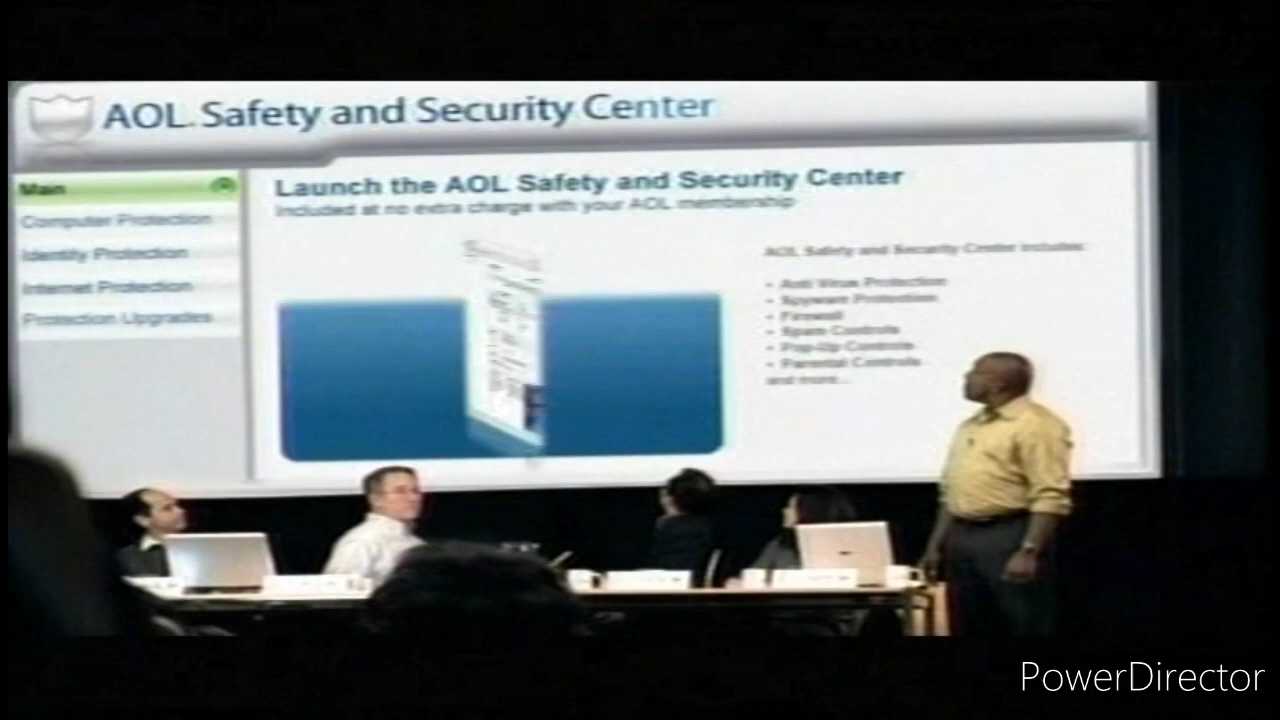 AOL Safety and Security Center
Main
Computer Protection
Identity Protection
Internet Protection
Protection Upgrades
Launch the AOL Safety and Security Center
Included at no extra charge with your AOL membership
AOL Safety and Security Center includes:
• Anti Virus Protection
• Spyware Protection
• Firewall
• Spam Controls
• Pop-Up Controls
• Parental Controls
and more...
PowerDirector